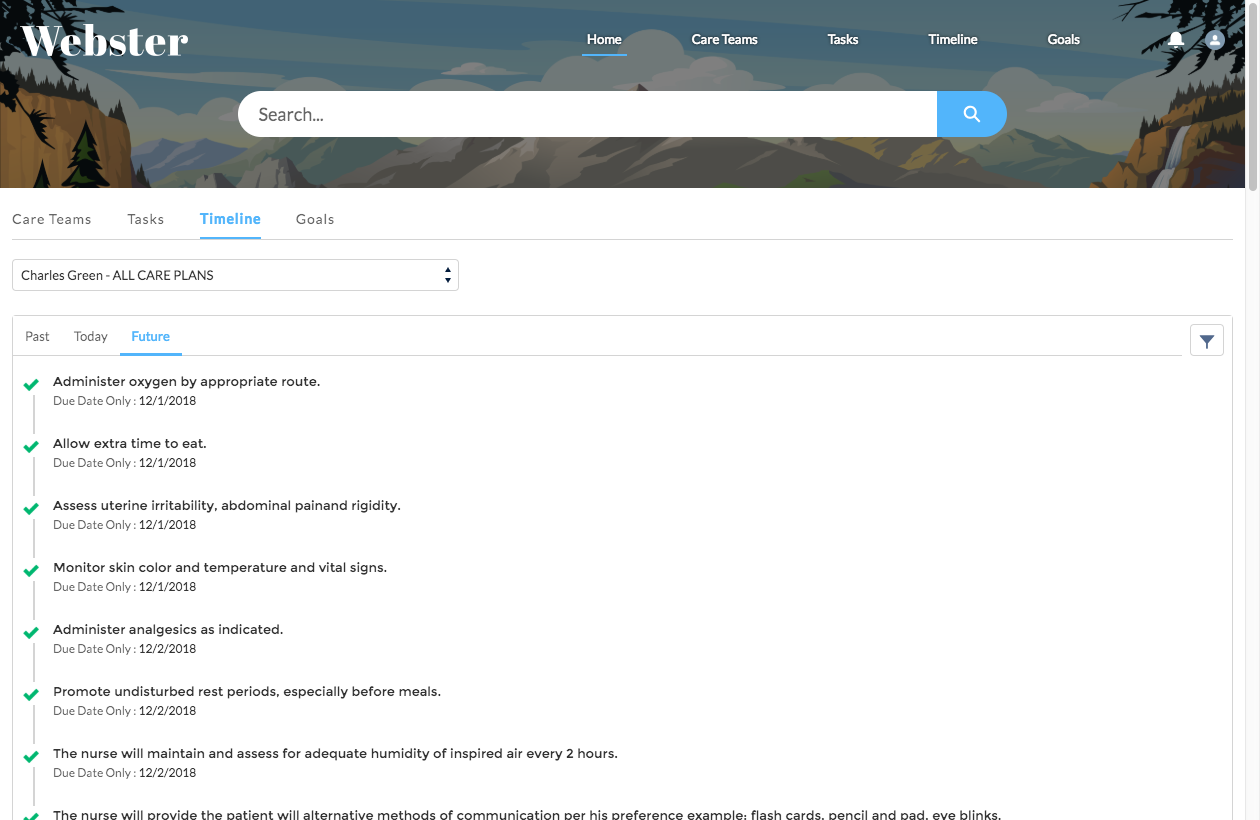 Webster
Home Care Teams Tasks Timeline Goals
Search...
Care Teams Tasks Timeline Goals
Charles Green - ALL CARE PLANS
Past Today Future
Administer oxygen by appropriate route.
Due Date Only : 12/1/2018
Allow extra time to eat.
Due Date Only : 12/1/2018
Assess uterine irritability, abdominal painand rigidity.
Due Date Only : 12/1/2018
Monitor skin color and temperature and vital signs.
Due Date Only : 12/1/2018
Administer analgesics as indicated.
Due Date Only : 12/2/2018
Promote undisturbed rest periods, especially before meals.
Due Date Only : 12/2/2018
The nurse will maintain and assess for adequate humidity of inspired air every 2 hours.
Due Date Only : 12/2/2018
The nurse will provide the patient will alternative methods of communication per his preference example: flash cards, pencil and pad, eye blinks.